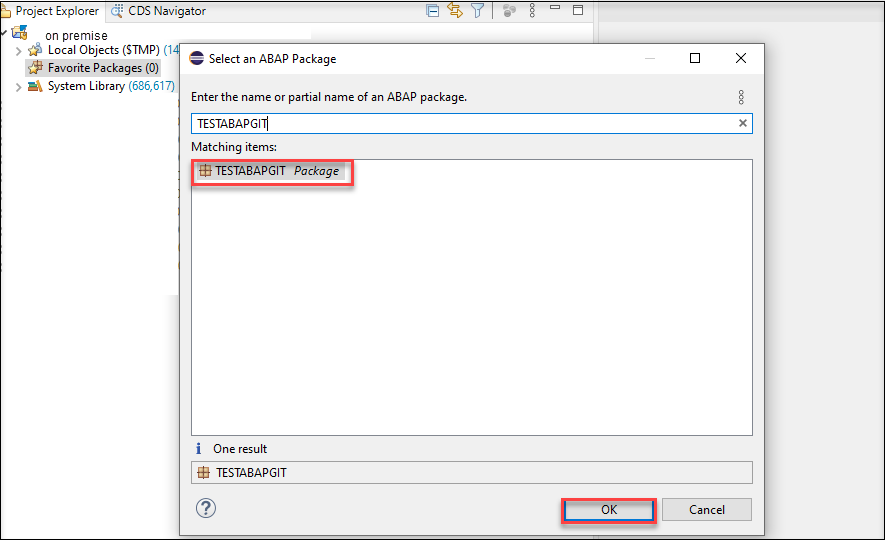 Project Explorer
CDS Navigator
on premise
Local Objects ($TMP) (14
Favorite Packages (0)
System Library (686,617)
Select an ABAP Package
Enter the name or partial name of an ABAP package.
TESTABAPGIT
Matching items:
TESTABAPGIT Package
One result
TESTABAPGIT
OK
Cancel